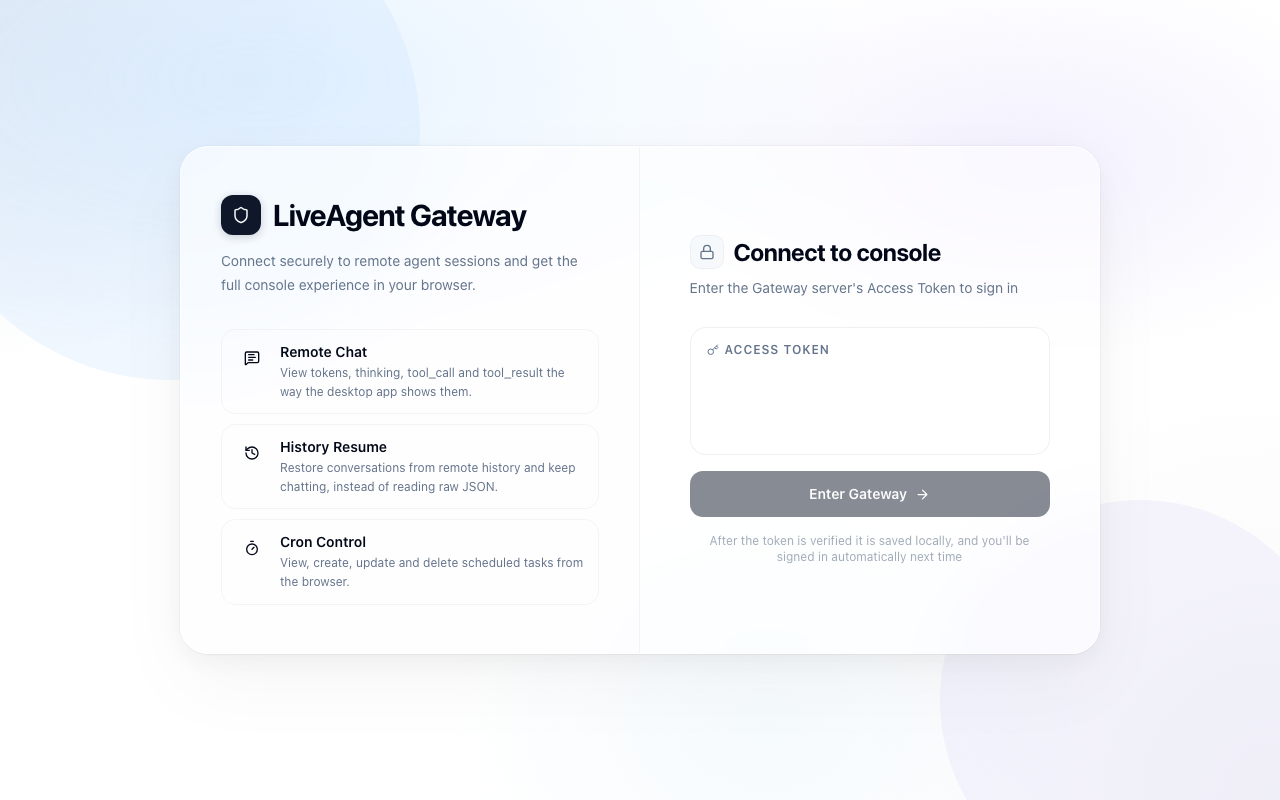 LiveAgent Gateway
Connect securely to remote agent sessions and get the
full console experience in your browser.
Remote Chat
View tokens, thinking, tool_call and tool_result the
way the desktop app shows them.
History Resume
Restore conversations from remote history and keep
chatting, instead of reading raw JSON.
Cron Control
View, create, update and delete scheduled tasks from
the browser.
Connect to console
Enter the Gateway server's Access Token to sign in
ACCESS TOKEN
Enter Gateway
After the token is verified it is saved locally, and you'll be
signed in automatically next time